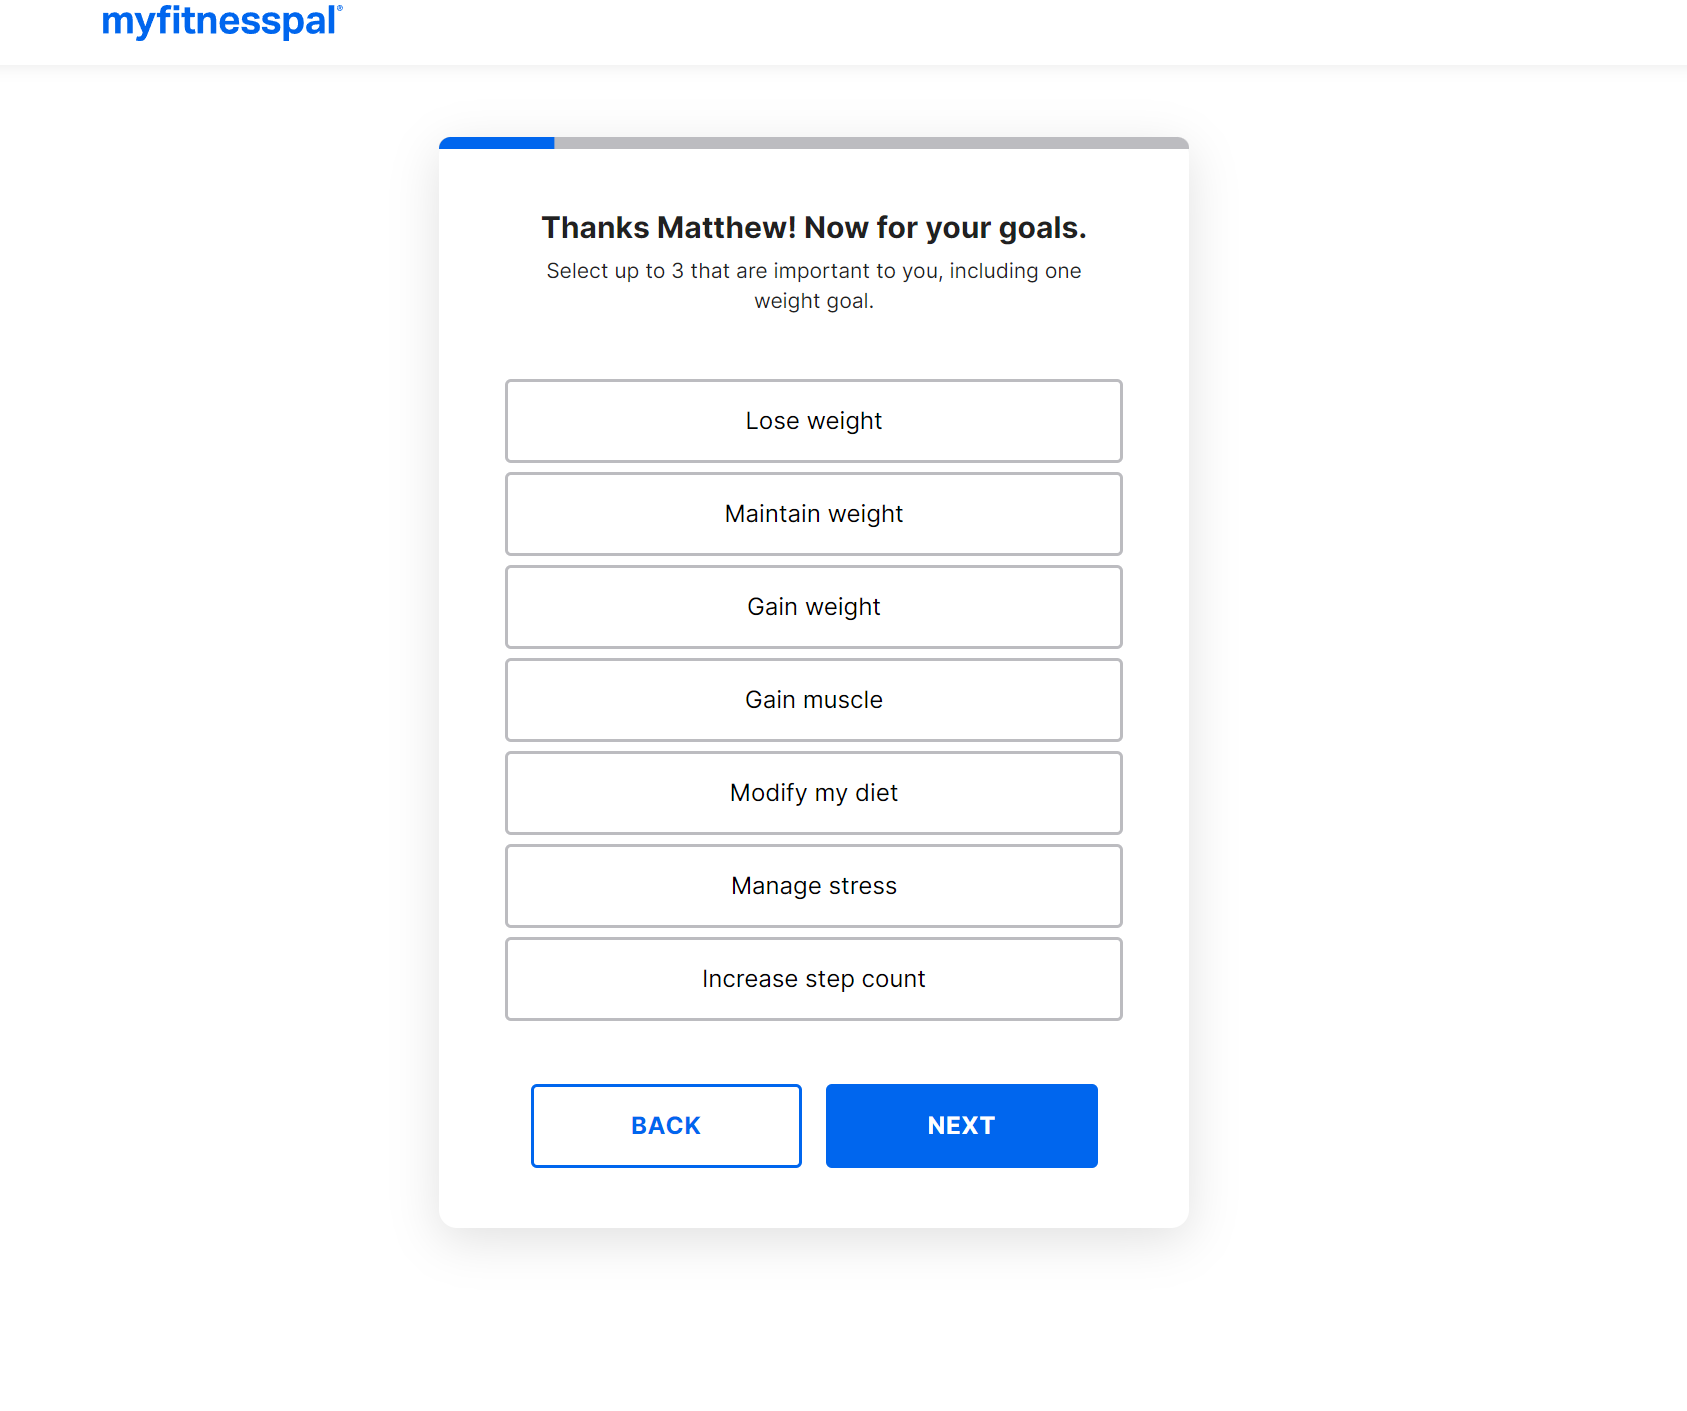 myfitnesspal®
Thanks Matthew! Now for your goals.
Select up to 3 that are important to you, including one
weight goal.
Lose weight
Maintain weight
Gain weight
Gain muscle
Modify my diet
Manage stress
Increase step count
BACK NEXT